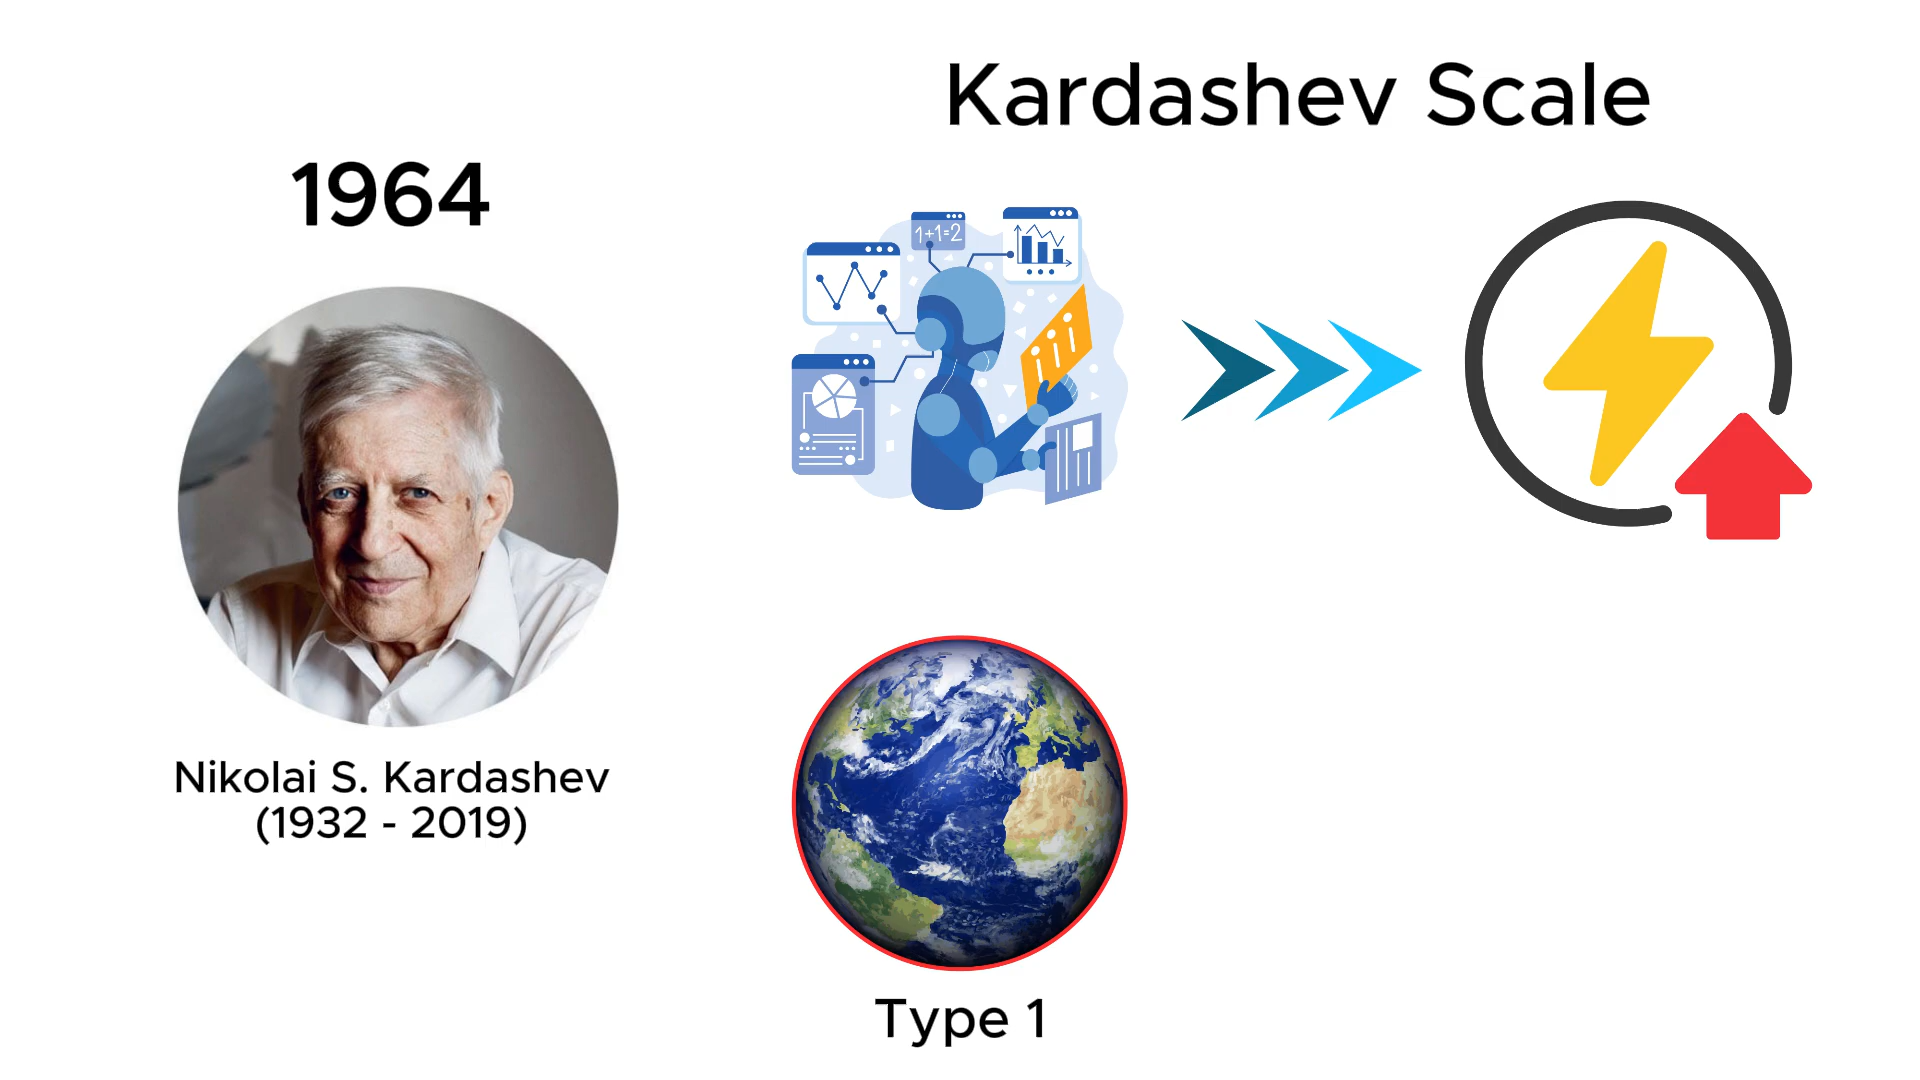 Kardashev Scale
1964
1+1=2
Nikolai S. Kardashev
(1932 - 2019)
Type 1